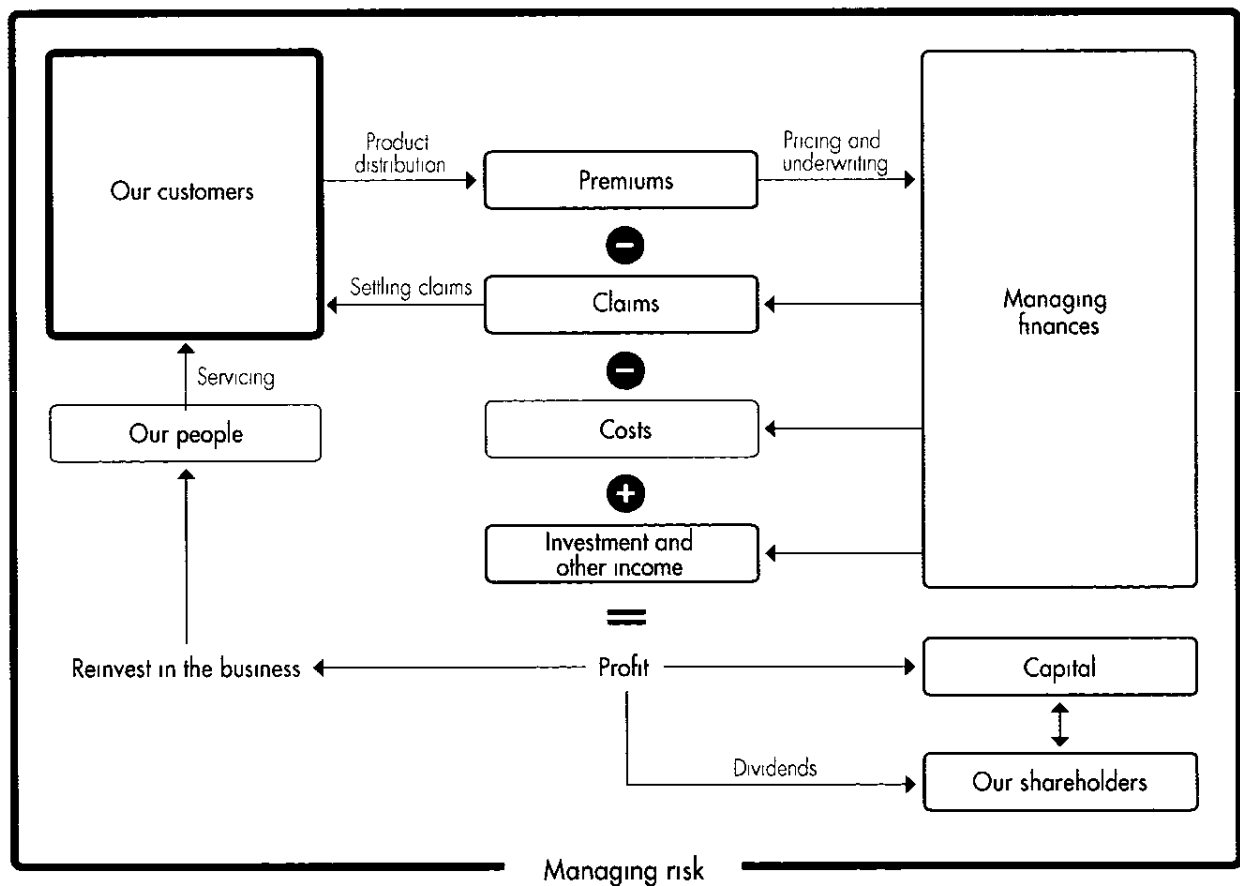 Our customers
Product
distribution
Premiums
Pricing and
underwriting
Managing
finances
−
Settling claims
Claims
−
Servicing
Our people
Costs
+
Investment and
other income
=
Reinvest in the business
Profit
Capital
Dividends
Our shareholders
Managing risk